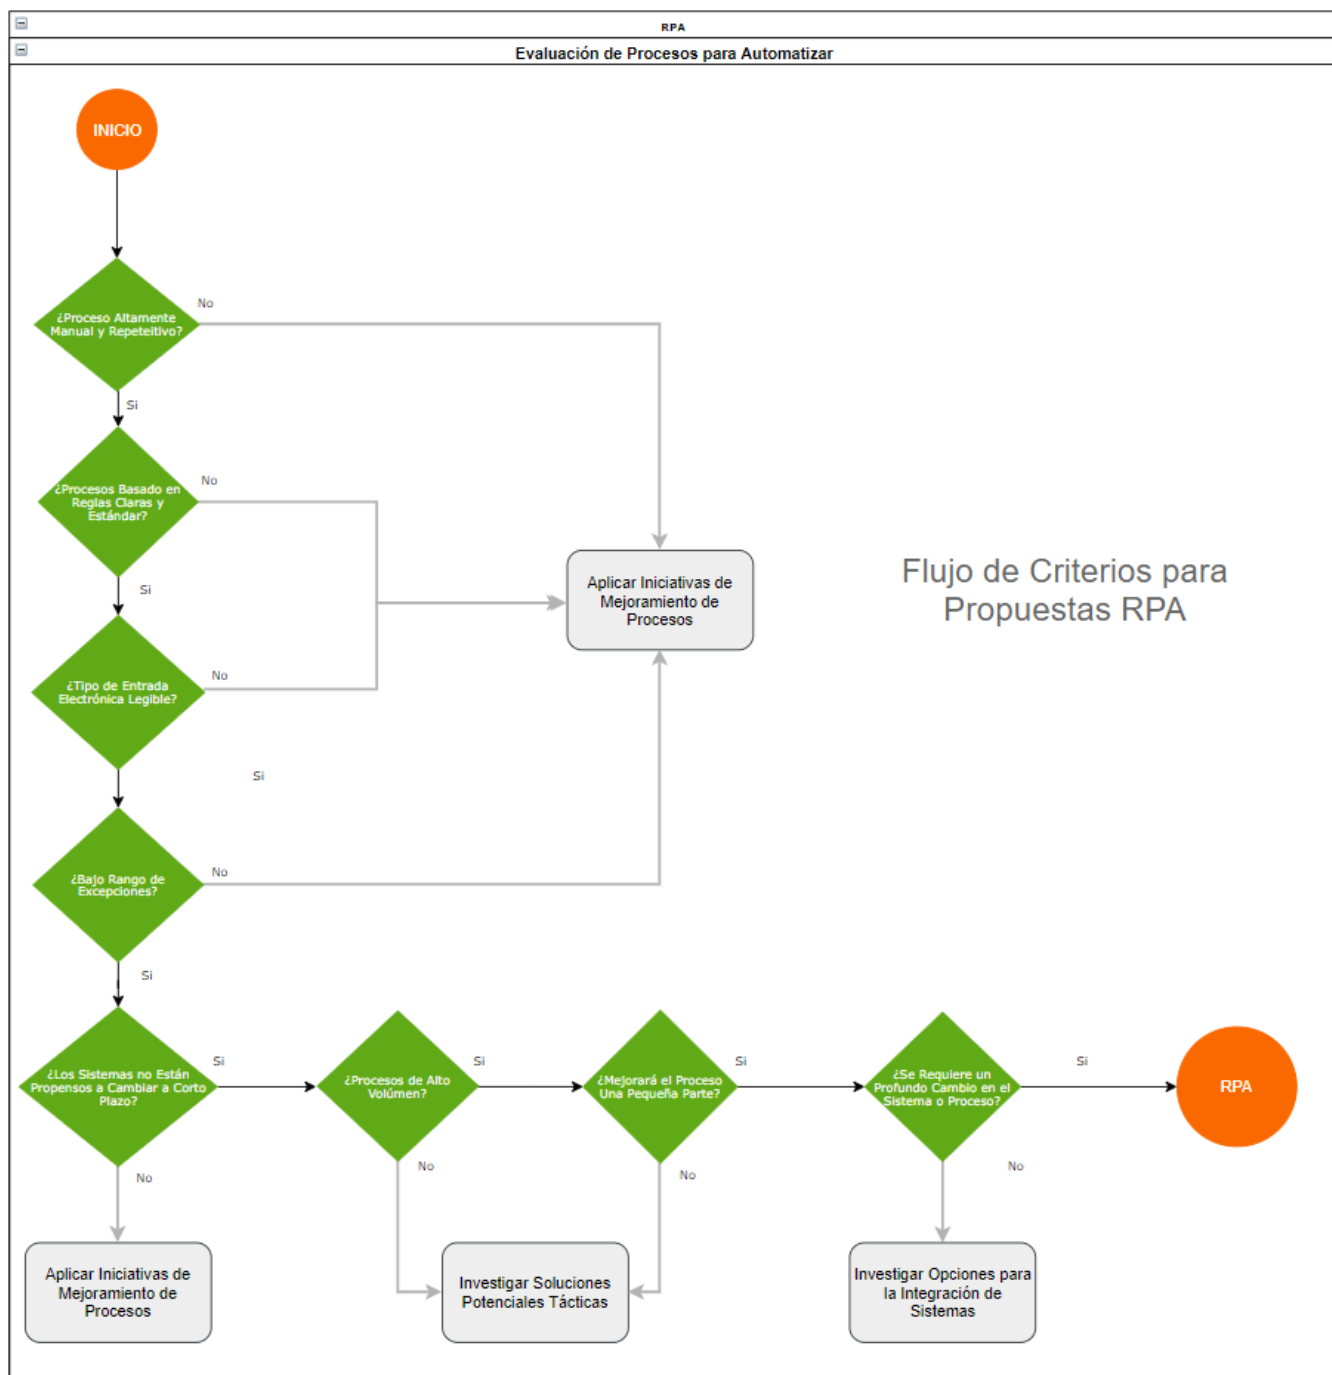 RPA
Evaluación de Procesos para Automatizar
INICIO
No
¿Proceso Altamente
Manual y Repeteitivo?
Si
No
¿Procesos Basado en
Reglas Claras y
Estándar?
Si
Aplicar Iniciativas de
Mejoramiento de
Procesos
Flujo de Criterios para
Propuestas RPA
No
¿Tipo de Entrada
Electrónica Legible?
Si
No
¿Bajo Rango de
Excepciones?
Si
¿Los Sistemas no Están
Propensos a Cambiar a Corto
Plazo?
Si
¿Procesos de Alto
Volúmen?
Si
¿Mejorará el Proceso
Una Pequeña Parte?
Si
¿Se Requiere un
Profundo Cambio en el
Sistema o Proceso?
Si
RPA
No
No
No
No
Aplicar Iniciativas de
Mejoramiento de
Procesos
Investigar Soluciones
Potenciales Tácticas
Investigar Opciones para
la Integración de
Sistemas